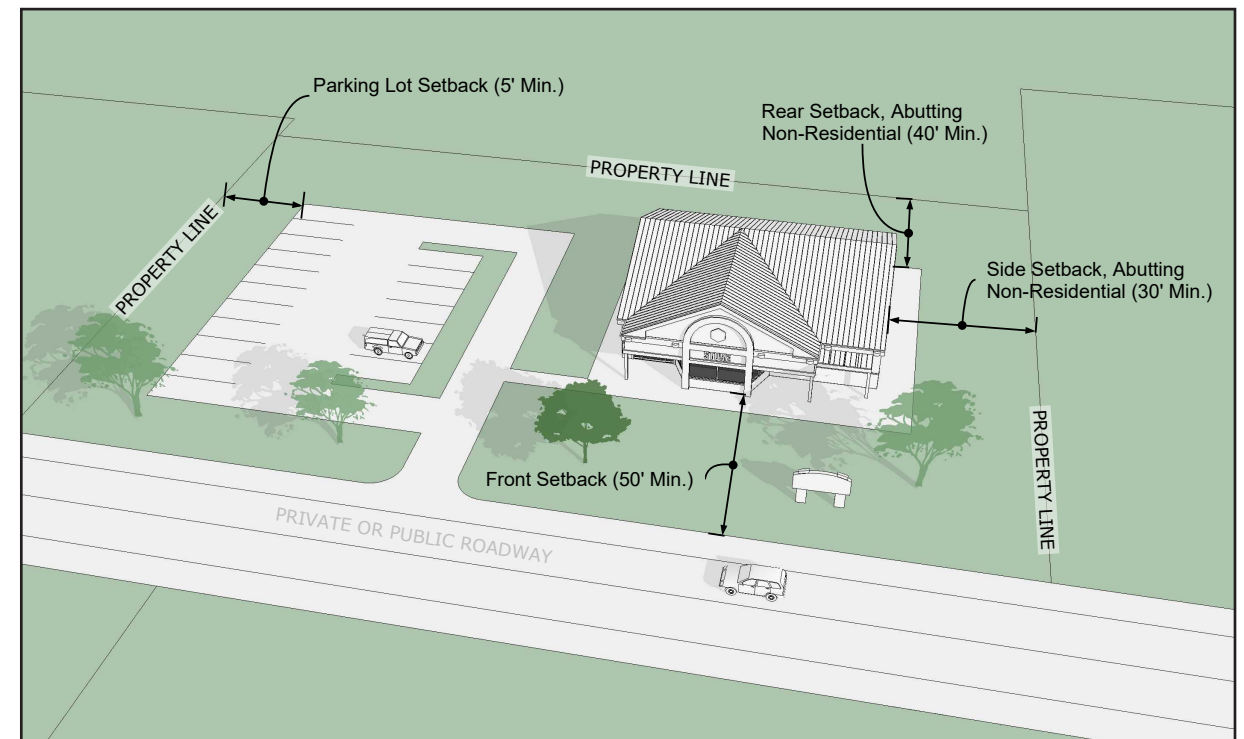 Parking Lot Setback (5' Min.)
Rear Setback, Abutting
Non-Residential (40' Min.)
PROPERTY LINE
PROPERTY LINE
Side Setback, Abutting
Non-Residential (30' Min.)
STORE
PROPERTY LINE
Front Setback (50' Min.)
PRIVATE OR PUBLIC ROADWAY